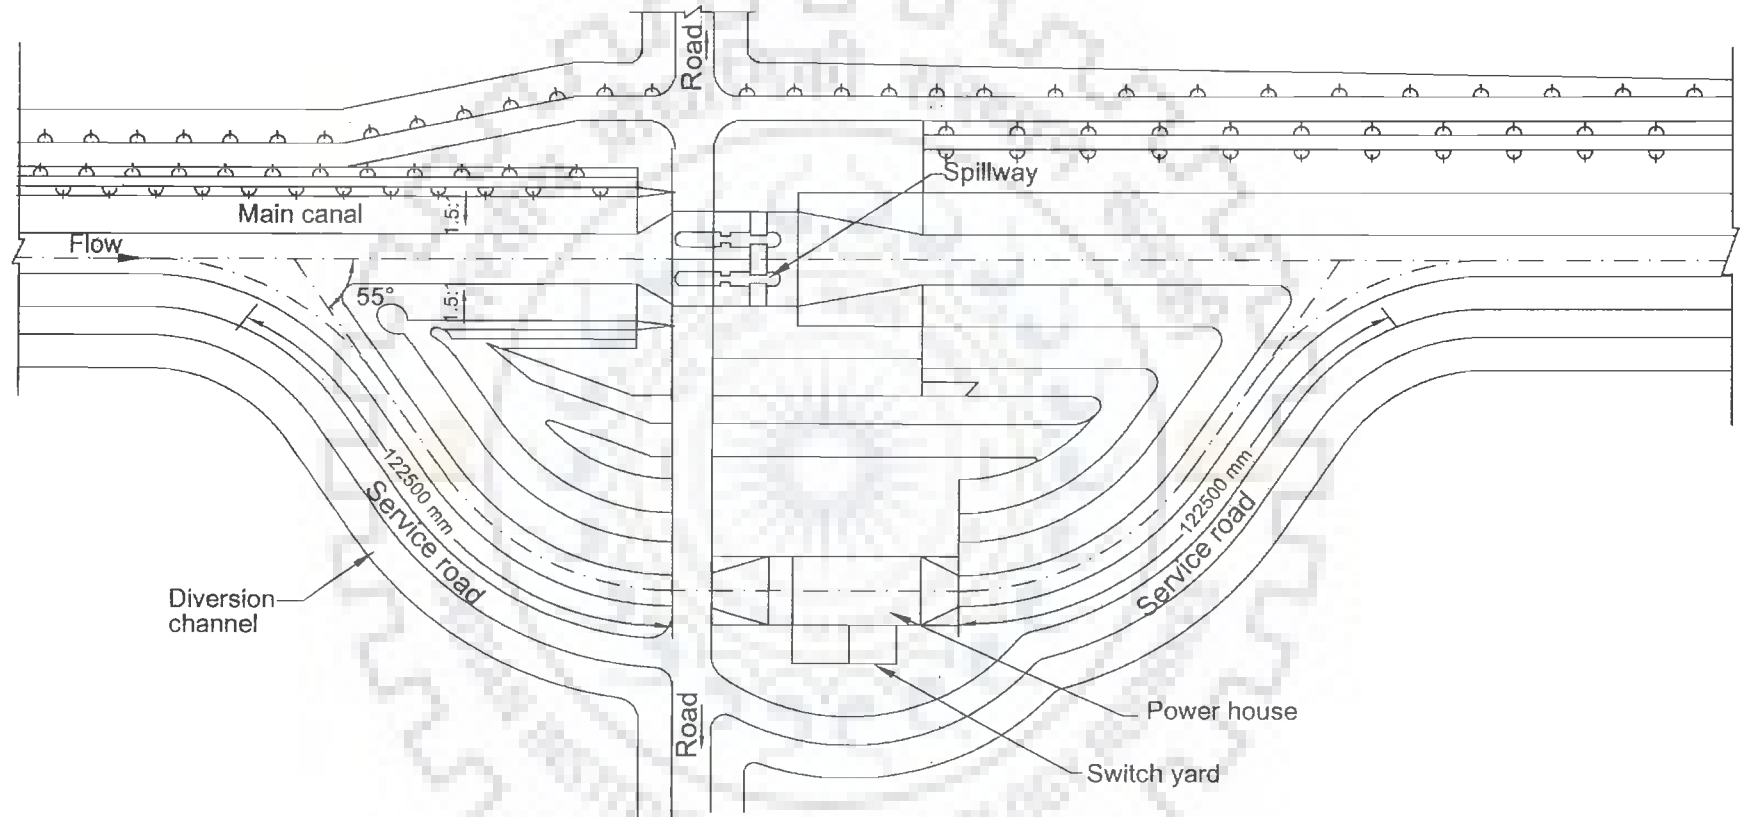 Road
Spillway
Main canal
1.5:1
Flow
55°
1.5:1
122500 mm
Service road
122500 mm
Service road
Diversion
channel
Power house
Road
Switch yard